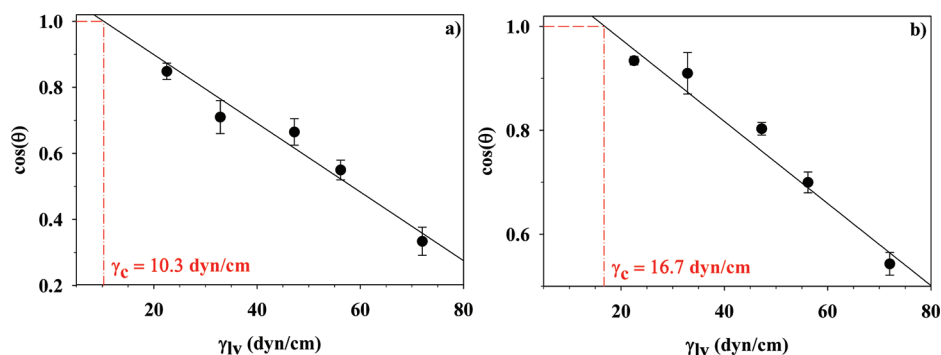 a)
1.0
0.8
0.6
0.4
0.2
cos(θ)
γc = 10.3 dyn/cm
20
40
60
80
γlv (dyn/cm)
b)
1.0
0.8
0.6
cos(θ)
γc = 16.7 dyn/cm
20
40
60
80
γlv (dyn/cm)